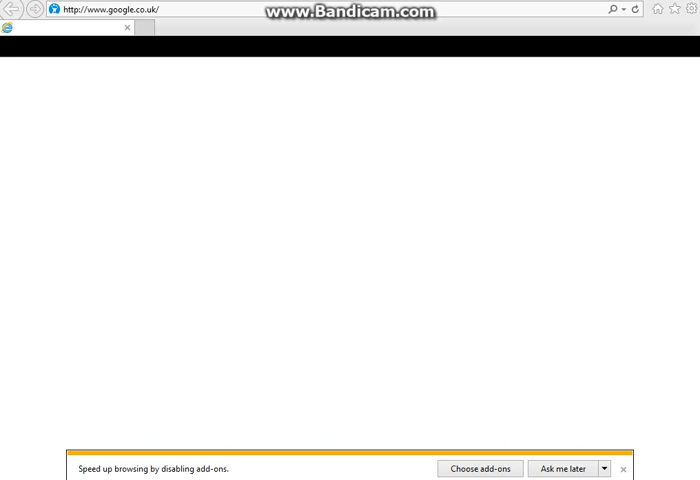 http://www.google.co.uk/
www.Bandicam.com
Speed up browsing by disabling add-ons.
Choose add-ons
Ask me later